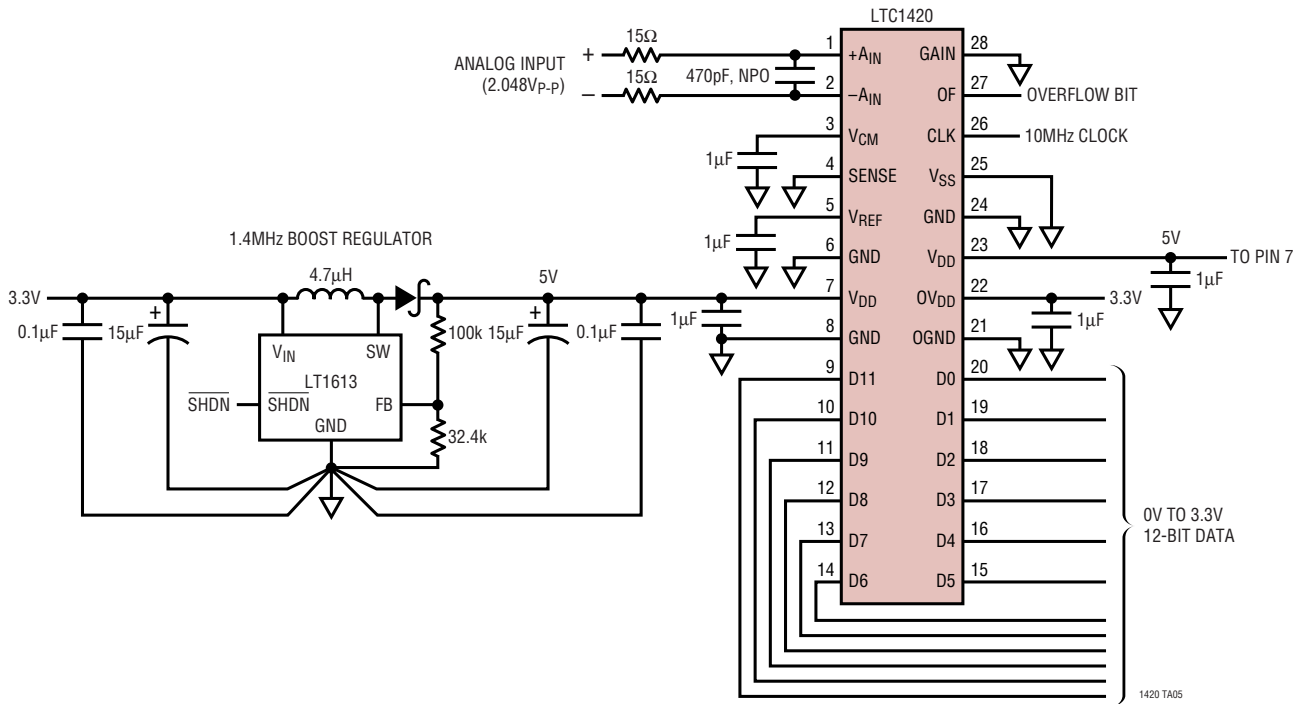 LTC1420
ANALOG INPUT
(2.048VP-P)
+
−
15Ω
15Ω
470pF, NPO
1 +AIN
2 −AIN
3 VCM
1µF
4 SENSE
5 VREF
1µF
6 GND
7 VDD
8 GND
9 D11
10 D10
11 D9
12 D8
13 D7
14 D6
GAIN 28
OF 27 OVERFLOW BIT
CLK 26 10MHz CLOCK
VSS 25
GND 24
VDD 23 5V TO PIN 7
1µF
OVDD 22 3.3V
1µF
OGND 21
D0 20
D1 19
D2 18
D3 17
D4 16
D5 15
0V TO 3.3V
12-BIT DATA
1.4MHz BOOST REGULATOR
3.3V
4.7µH
5V
0.1µF
15µF
+
VIN SW
LT1613
SHDN
SHDN FB
GND
100k
32.4k
+
15µF
0.1µF
1µF
1420 TA05